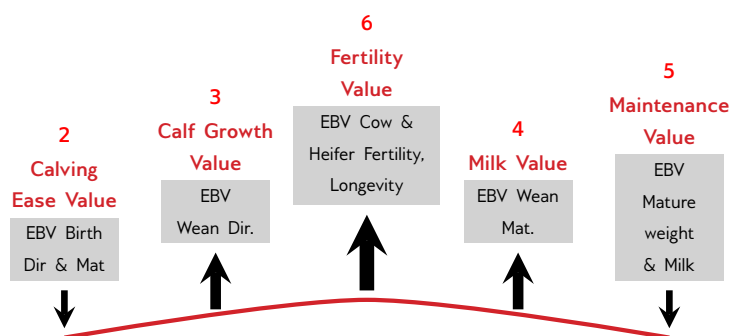 2
Calving
Ease Value
EBV Birth
Dir & Mat
3
Calf Growth
Value
EBV
Wean Dir.
6
Fertility
Value
EBV Cow &
Heifer Fertility,
Longevity
4
Milk Value
EBV Wean
Mat.
5
Maintenance
Value
EBV
Mature
weight
& Milk